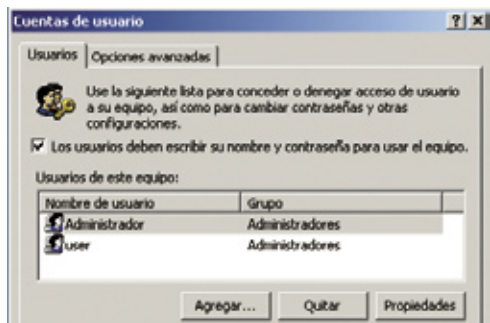 Cuentas de usuario
Usuarios Opciones avanzadas
Use la siguiente lista para conceder o denegar acceso de usuario
a su equipo, así como para cambiar contraseñas y otras
configuraciones.
Los usuarios deben escribir su nombre y contraseña para usar el equipo.
Usuarios de este equipo:
Nombre de usuario Grupo
Administrador Administradores
user Administradores
Agregar... Quitar Propiedades